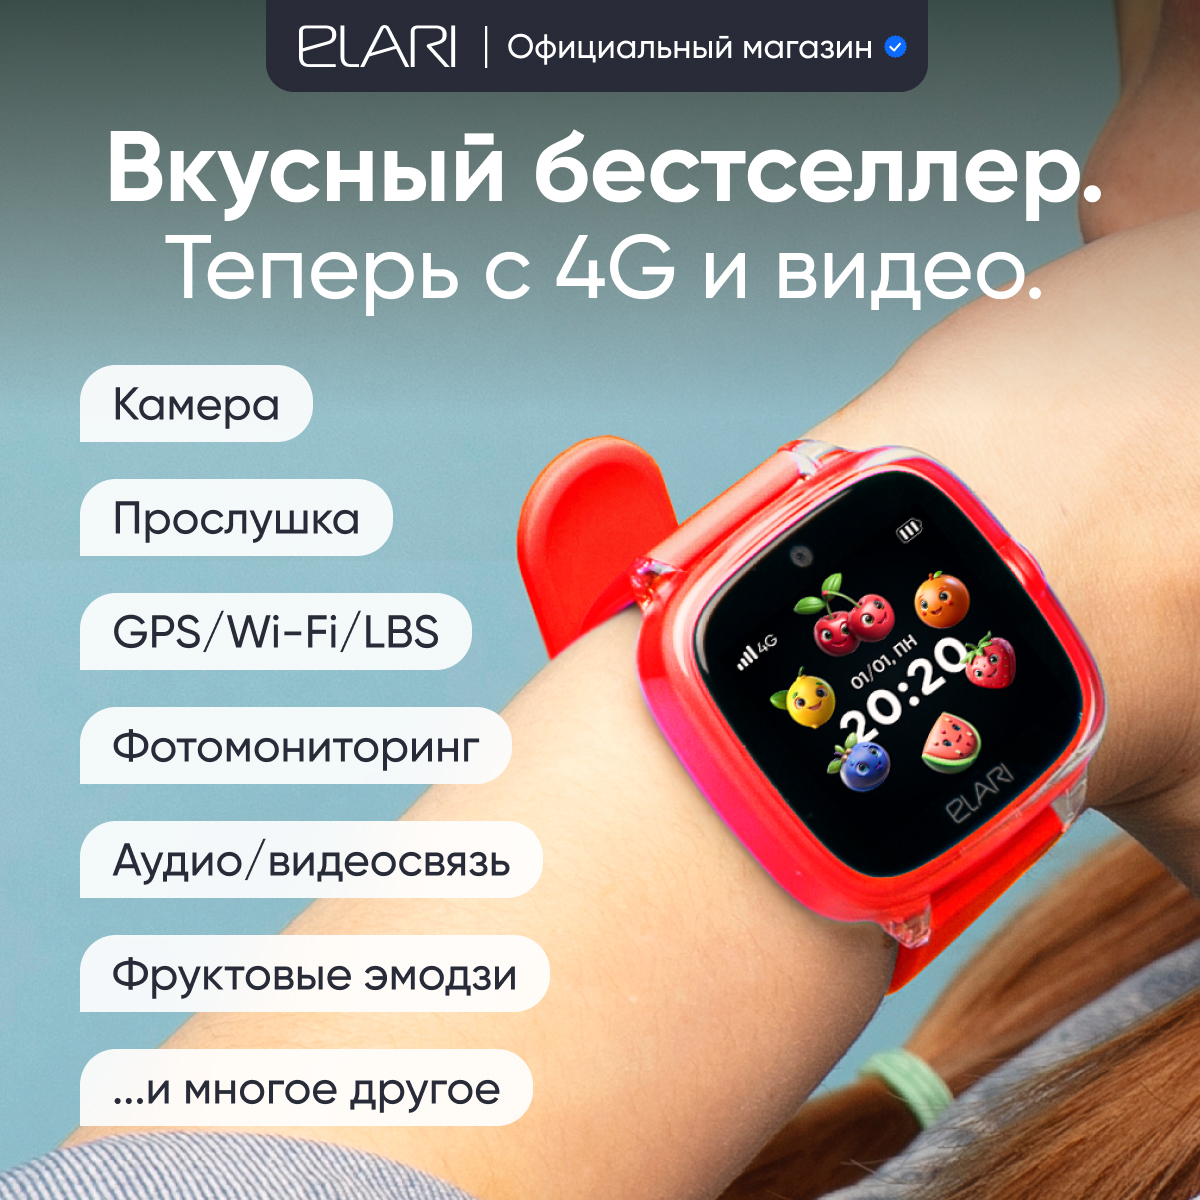 ELARI | Официальный магазин
Вкусный бестселлер.
Теперь с 4G и видео.
Камера
Прослушка
GPS/Wi-Fi/LBS
Фотомониторинг
Аудио/видеосвязь
Фруктовые эмодзи
...и многое другое
4G
01/01, ПН
20:20
ELARI